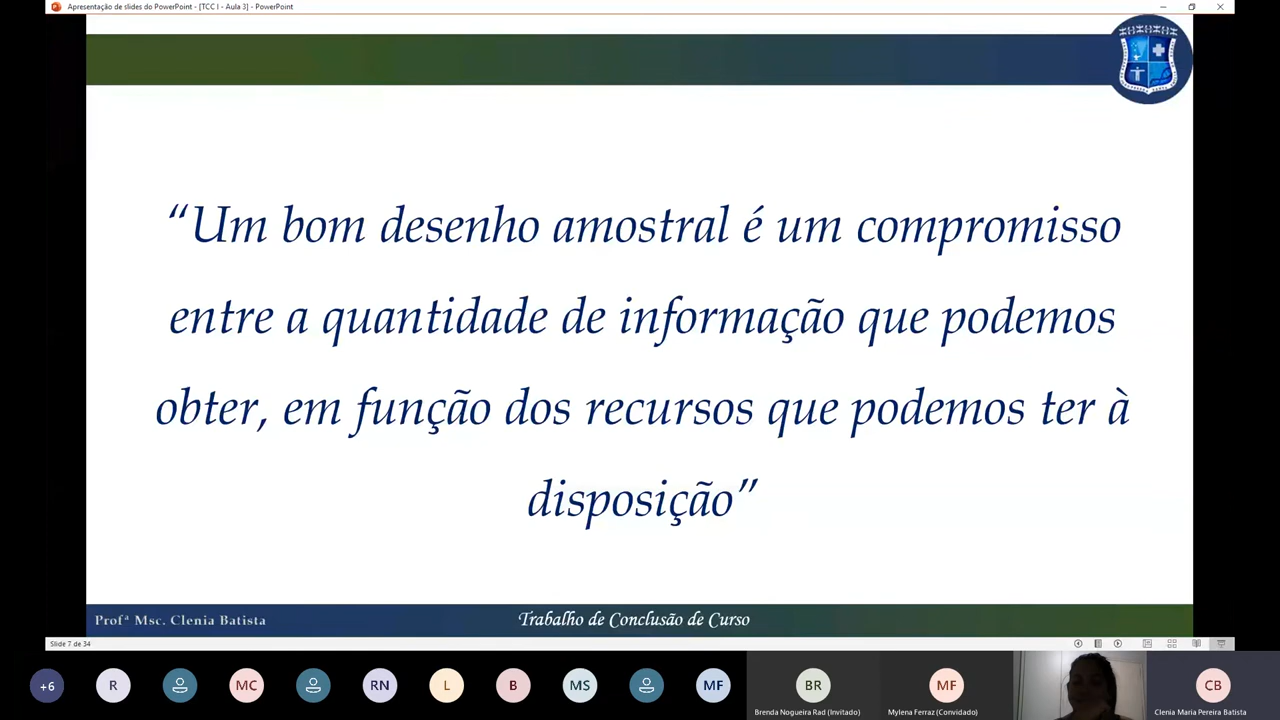 Apresentação de slides do PowerPoint - [TCC I - Aula 3] - PowerPoint
“Um bom desenho amostral é um compromisso
entre a quantidade de informação que podemos
obter, em função dos recursos que podemos ter à
disposição”
Profª Msc. Clenia Batista
Trabalho de Conclusão de Curso
Slide 7 de 34
+6
R
MC
RN
L
B
MS
MF
BR
MF
CB
Brenda Nogueira Rad (Invitado)
Mylena Ferraz (Convidado)
Clenia Maria Pereira Batista